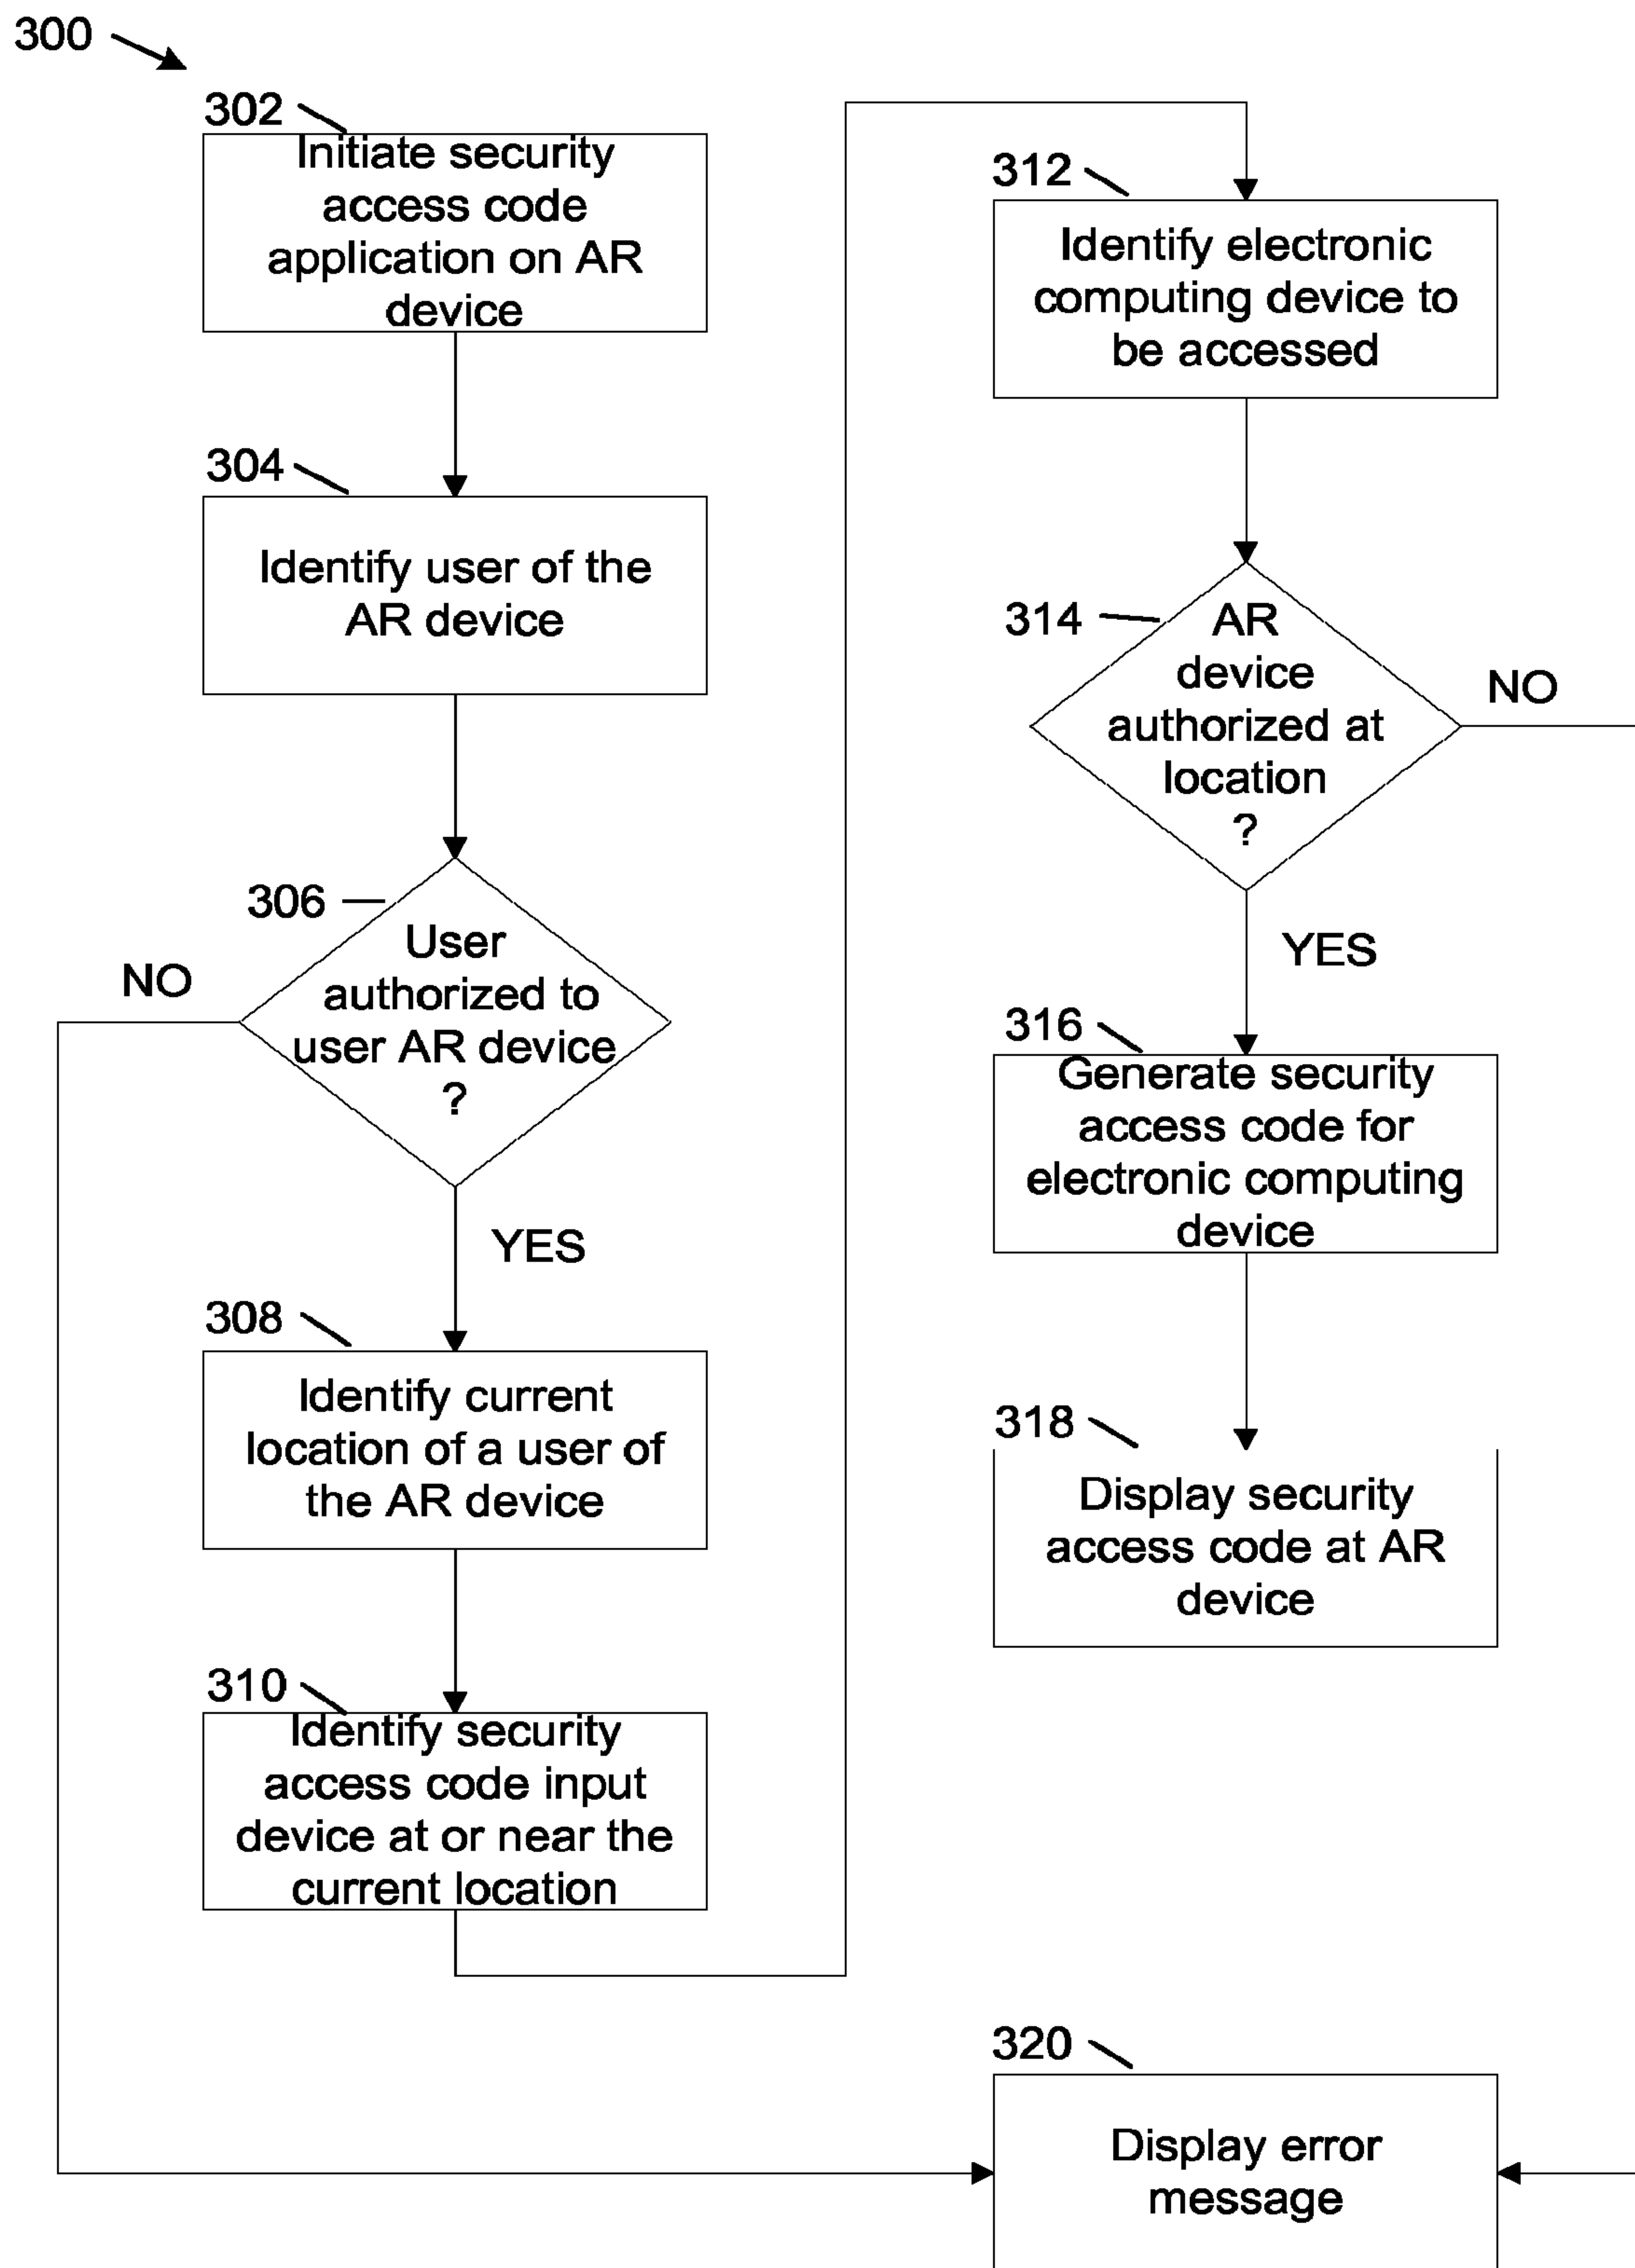 300
302
Initiate security
access code
application on AR
device
304
Identify user of the
AR device
306
User
authorized to
user AR device
?
NO
YES
308
Identify current
location of a user of
the AR device
310
Identify security
access code input
device at or near the
current location
312
Identify electronic
computing device to
be accessed
314
AR
device
authorized at
location
?
NO
YES
316
Generate security
access code for
electronic computing
device
318
Display security
access code at AR
device
320
Display error
message